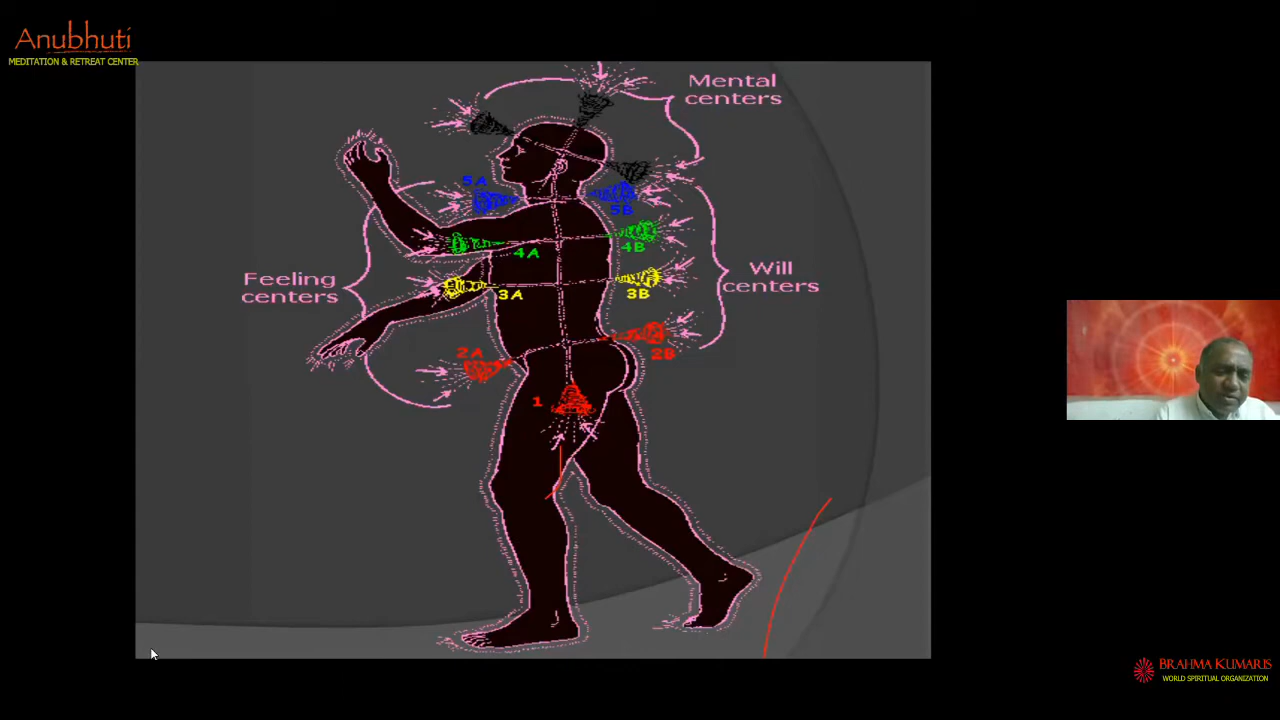 Anubhuti
MEDITATION & RETREAT CENTER
Mental
centers
5A
5B
4A
4B
Feeling
centers
3A
3B
Will
centers
2A
2B
1
BRAHMA KUMARIS
WORLD SPIRITUAL ORGANIZATION